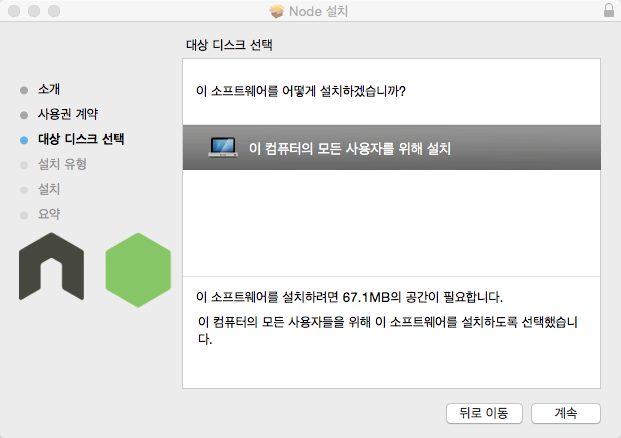 Node 설치
대상 디스크 선택
소개
사용권 계약
대상 디스크 선택
설치 유형
설치
요약
이 소프트웨어를 어떻게 설치하겠습니까?
이 컴퓨터의 모든 사용자를 위해 설치
이 소프트웨어를 설치하려면 67.1MB의 공간이 필요합니다.
이 컴퓨터의 모든 사용자들을 위해 이 소프트웨어를 설치하도록 선택했습니
다.
뒤로 이동
계속